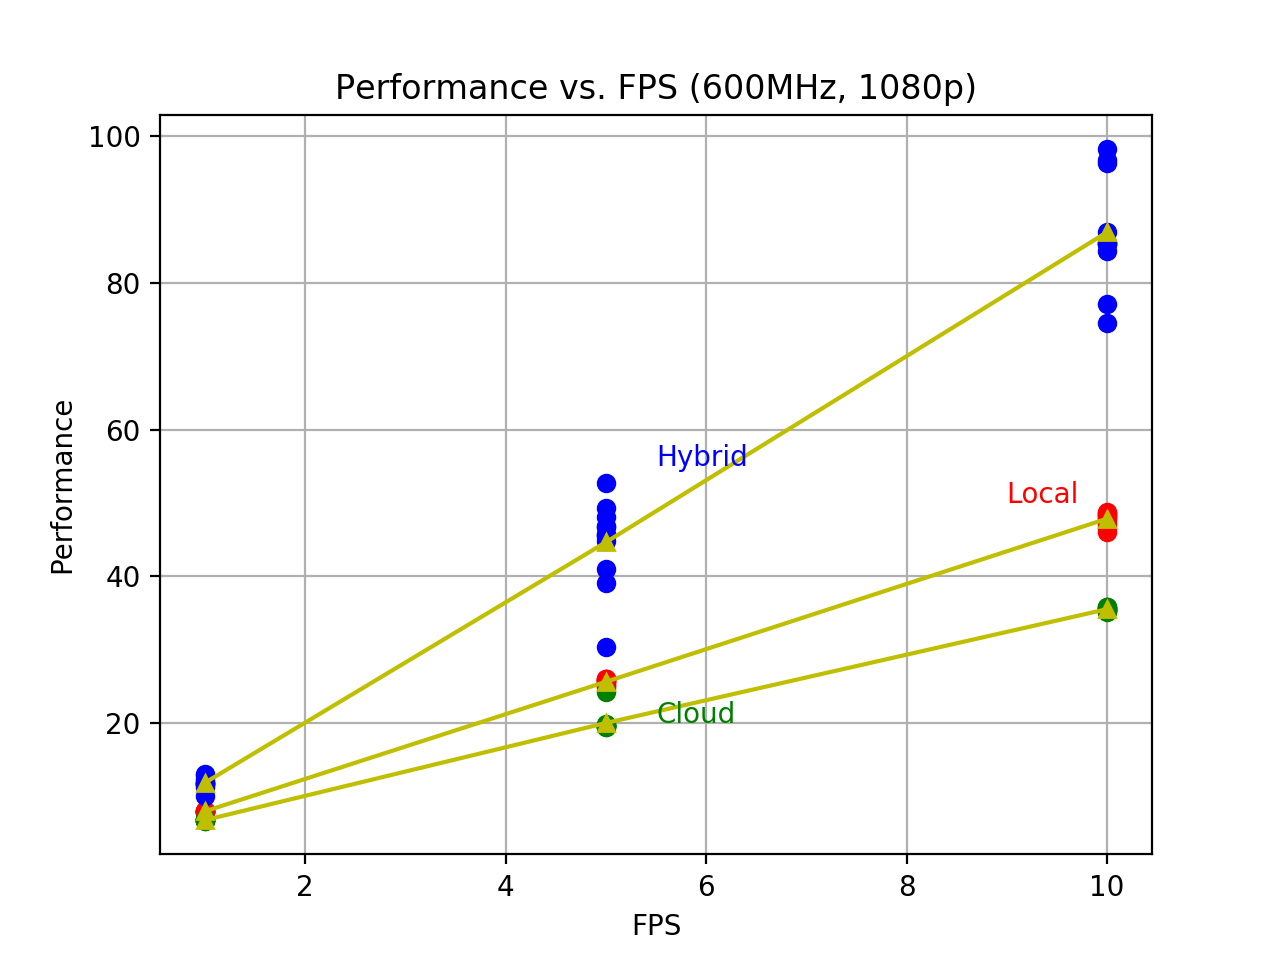 Performance vs. FPS (600MHz, 1080p)
100
80
60
40
20
Performance
Hybrid
Local
Cloud
2 4 6 8 10
FPS